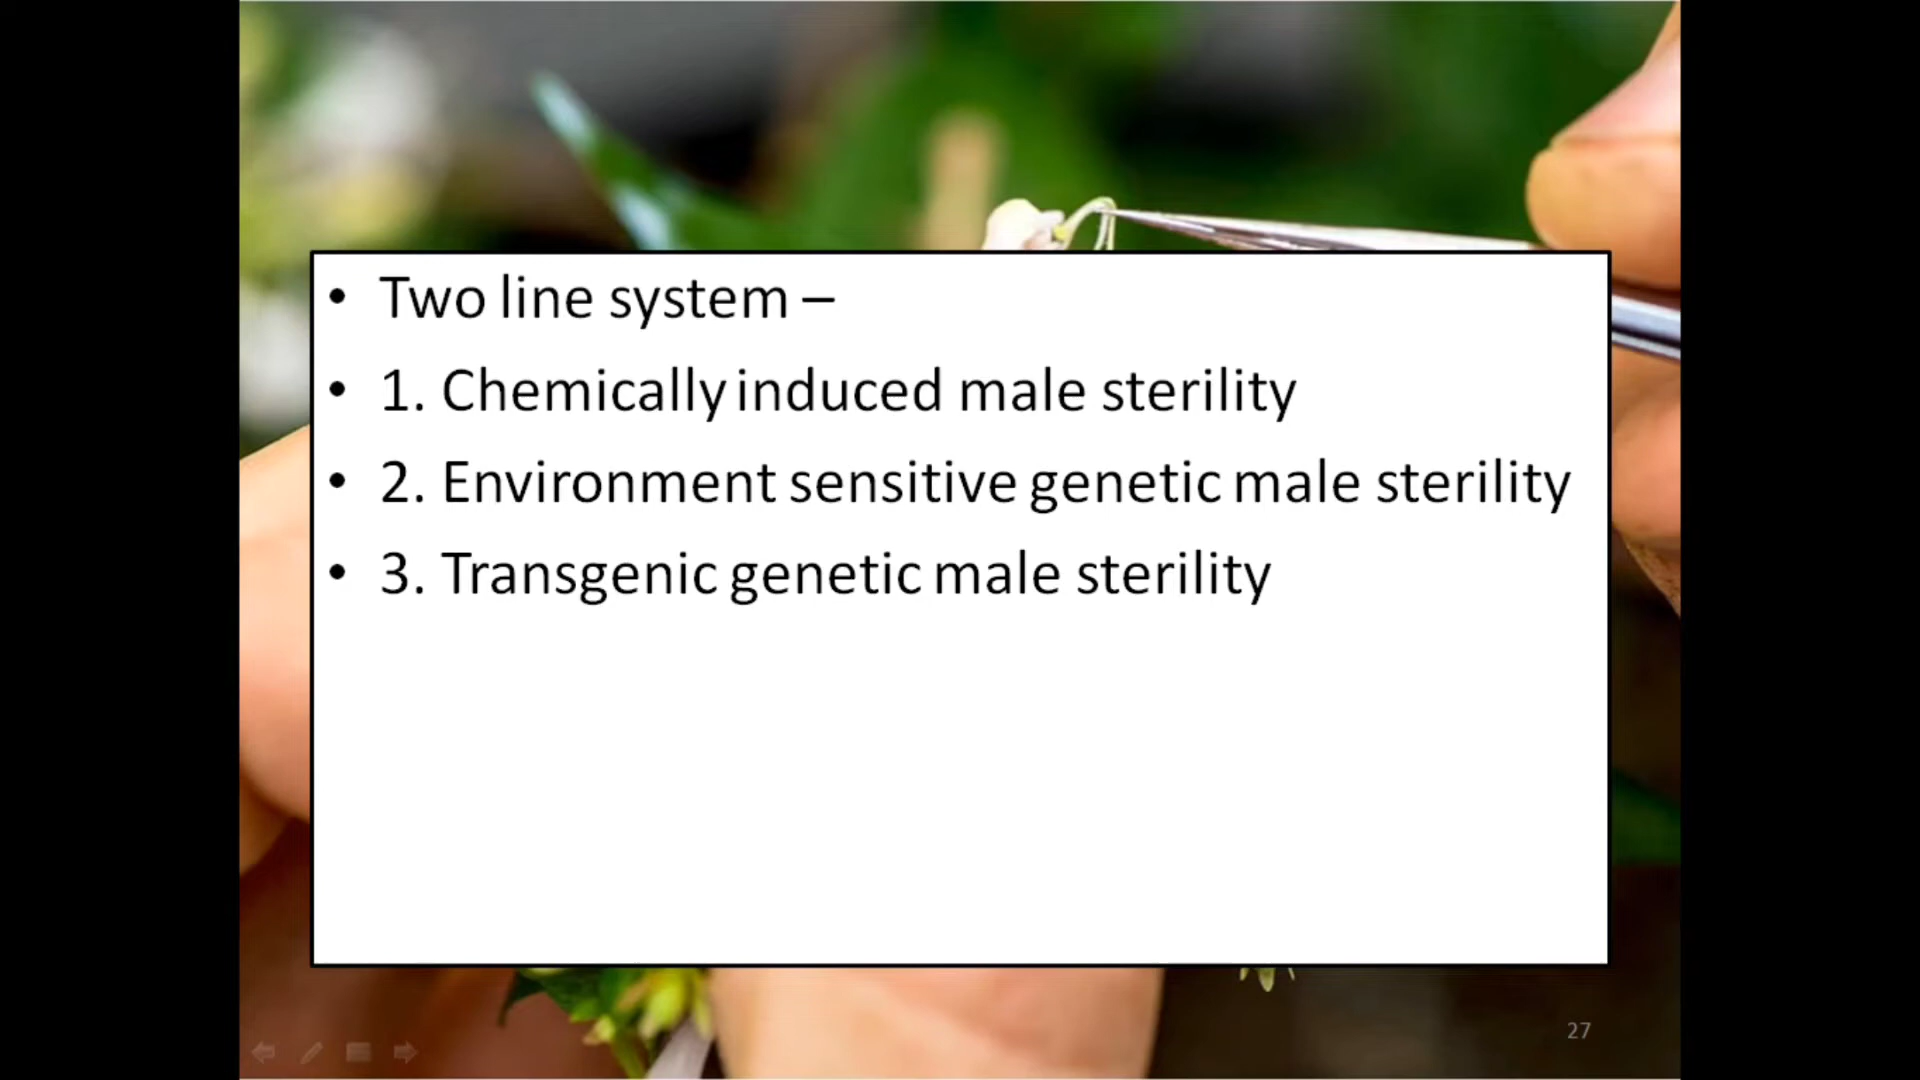 • Two line system –
• 1. Chemically induced male sterility
• 2. Environment sensitive genetic male sterility
• 3. Transgenic genetic male sterility
27